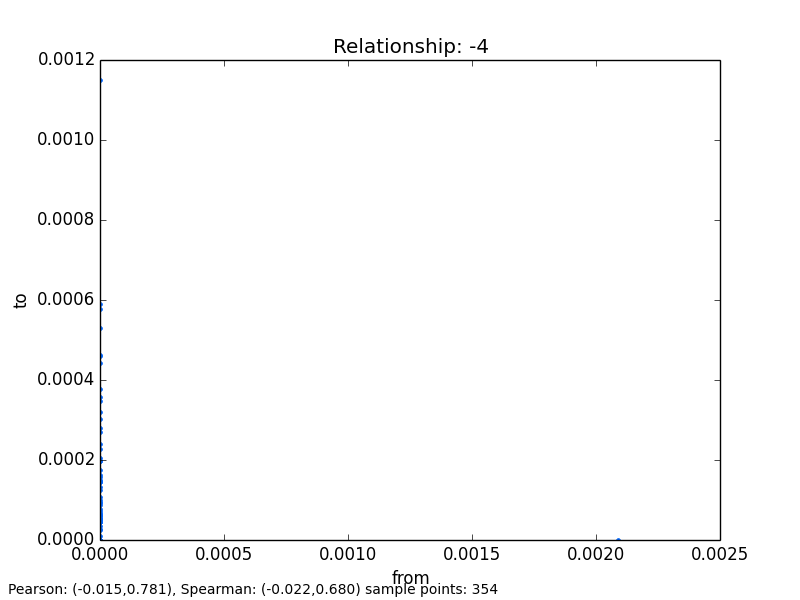 Relationship: -4
0.0012
0.0010
0.0008
0.0006
0.0004
0.0002
0.0000
to
0.0000 0.0005 0.0010 0.0015 0.0020 0.0025
from
Pearson: (-0.015,0.781), Spearman: (-0.022,0.680) sample points: 354